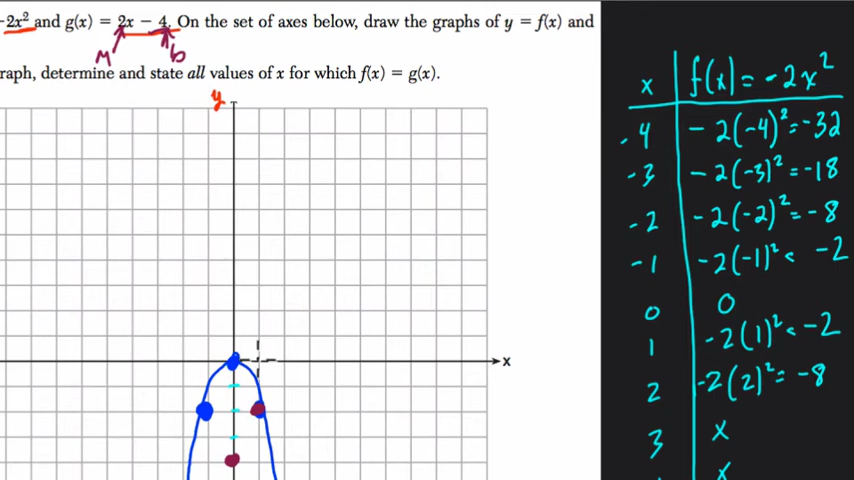 -2x² and g(x) = 2x − 4. On the set of axes below, draw the graphs of y = f(x) and
M b
raph, determine and state all values of x for which f(x) = g(x).
y
x
x f(x) = -2x²
-4 -2(-4)² = -32
-3 -2(-3)² = -18
-2 -2(-2)² = -8
-1 -2(-1)² = -2
0 0
1 -2(1)² = -2
2 -2(2)² = -8
3 x
x